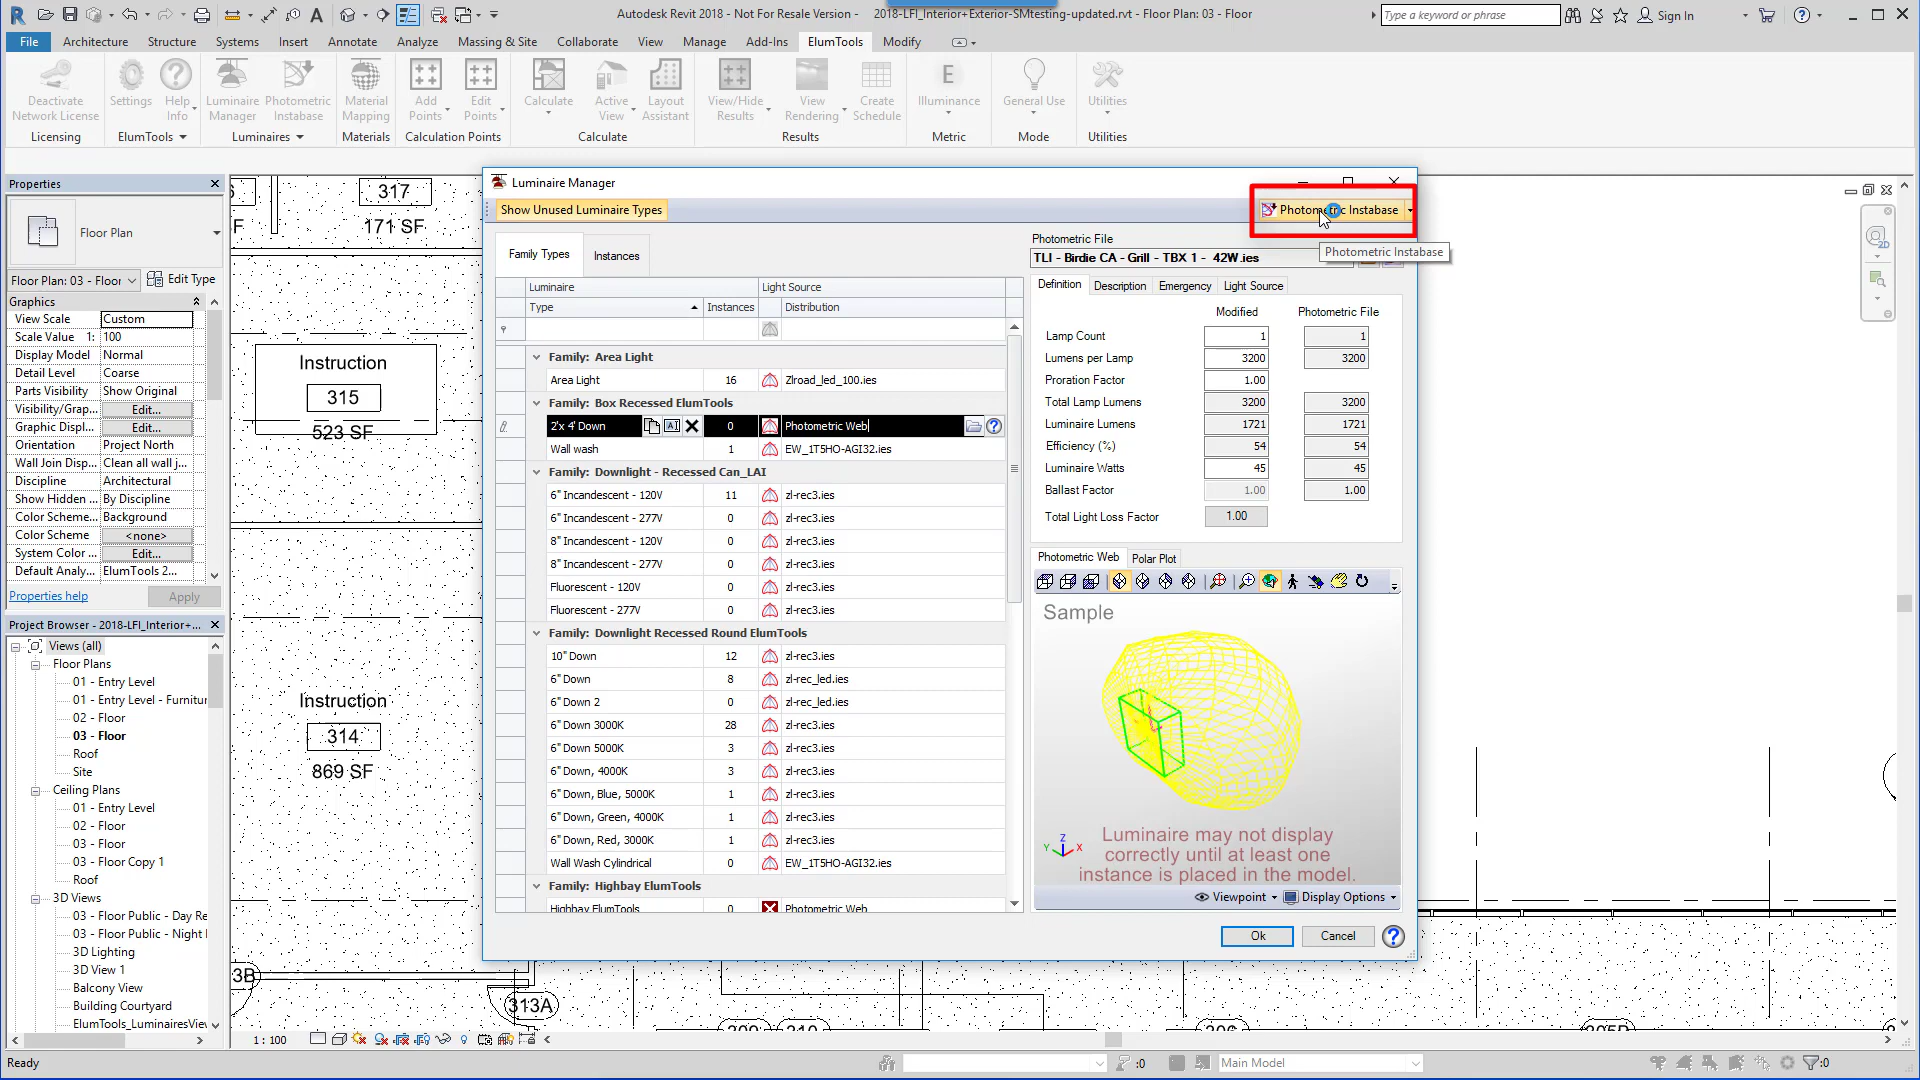 Autodesk Revit 2018 - Not For Resale Version - 2018-LFI_Interior+Exterior-SMtesting-updated.rvt - Floor Plan: 03 - Floor
Type a keyword or phrase
Sign In
File Architecture Structure Systems Insert Annotate Analyze Massing & Site Collaborate View Manage Add-Ins ElumTools Modify
Deactivate Network License
Settings
Help Info
Luminaire Manager
Photometric Instabase
Material Mapping
Add Points
Edit Points
Calculate
Active View
Layout Assistant
View/Hide Results
View Rendering
Create Schedule
Illuminance
General Use
Utilities
Licensing ElumTools Luminaires Materials Calculation Points Calculate Results Metric Mode Utilities
Properties
Floor Plan
Floor Plan: 03 - Floor Edit Type
Graphics
View Scale Custom
Scale Value 1: 100
Display Model Normal
Detail Level Coarse
Parts Visibility Show Original
Visibility/Grap... Edit...
Graphic Displ... Edit...
Orientation Project North
Wall Join Disp... Clean all wall j...
Discipline Architectural
Show Hidden ... By Discipline
Color Scheme... Background
Color Scheme <none>
System Color ... Edit...
Default Analy... ElumTools 2...
Properties help Apply
Project Browser - 2018-LFI_Interior+...
Views (all)
Floor Plans
01 - Entry Level
01 - Entry Level - Furnitur
02 - Floor
03 - Floor
Roof
Site
Ceiling Plans
01 - Entry Level
02 - Floor
03 - Floor
03 - Floor Copy 1
Roof
3D Views
03 - Floor Public - Day Re
03 - Floor Public - Night
3D Lighting
3D View 1
Balcony View
Building Courtyard
ElumTools_LuminairesView
317
171 SF
Instruction
315
523 SF
Instruction
314
869 SF
3B
313A
Luminaire Manager
Show Unused Luminaire Types
Photometric Instabase
Photometric Instabase
Family Types Instances
Luminaire Light Source
Type Instances Distribution
Family: Area Light
Area Light 16 Zlroad_led_100.ies
Family: Box Recessed ElumTools
2'x 4' Down 0 Photometric Web
Wall wash 1 EW_1T5HO-AGI32.ies
Family: Downlight - Recessed Can_LAI
6" Incandescent - 120V 11 zl-rec3.ies
6" Incandescent - 277V 0 zl-rec3.ies
8" Incandescent - 120V 0 zl-rec3.ies
8" Incandescent - 277V 0 zl-rec3.ies
Fluorescent - 120V 0 zl-rec3.ies
Fluorescent - 277V 0 zl-rec3.ies
Family: Downlight Recessed Round ElumTools
10" Down 12 zl-rec3.ies
6" Down 8 zl-rec_led.ies
6" Down 2 0 zl-rec_led.ies
6" Down 3000K 28 zl-rec3.ies
6" Down 5000K 3 zl-rec3.ies
6" Down, 4000K 3 zl-rec3.ies
6" Down, Blue, 5000K 1 zl-rec3.ies
6" Down, Green, 4000K 1 zl-rec3.ies
6" Down, Red, 3000K 1 zl-rec3.ies
Wall Wash Cylindrical 0 EW_1T5HO-AGI32.ies
Family: Highbay ElumTools
Highbay ElumTools 0 Photometric Web
Photometric File
TLI - Birdie CA - Grill - TBX 1 - 42W.ies
Definition Description Emergency Light Source
Modified Photometric File
Lamp Count 1 1
Lumens per Lamp 3200 3200
Proration Factor 1.00
Total Lamp Lumens 3200 3200
Luminaire Lumens 1721 1721
Efficiency (%) 54 54
Luminaire Watts 45 45
Ballast Factor 1.00 1.00
Total Light Loss Factor 1.00
Photometric Web Polar Plot
Sample
Z
Y X
Luminaire may not display
correctly until at least one
instance is placed in the model.
Viewpoint Display Options
Ok Cancel
1 : 100
Ready
:0
Main Model
:0